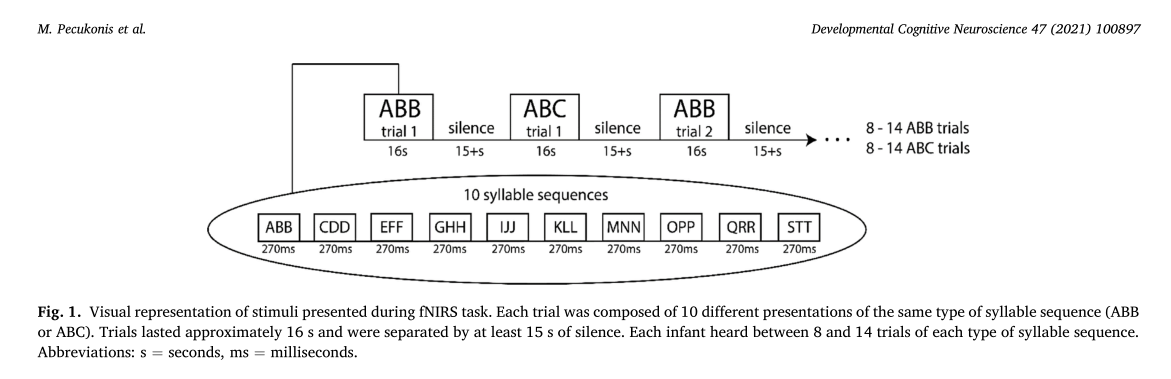 M. Pecukonis et al.
Developmental Cognitive Neuroscience 47 (2021) 100897
ABB ABC ABB
trial 1 silence trial 1 silence trial 2 silence • • • 8 - 14 ABB trials
16s 15+s 16s 15+s 16s 15+s 8 - 14 ABC trials
10 syllable sequences
ABB CDD EFF GHH IJJ KLL MNN OPP QRR STT
270ms 270ms 270ms 270ms 270ms 270ms 270ms 270ms 270ms 270ms
Fig. 1. Visual representation of stimuli presented during fNIRS task. Each trial was composed of 10 different presentations of the same type of syllable sequence (ABB
or ABC). Trials lasted approximately 16 s and were separated by at least 15 s of silence. Each infant heard between 8 and 14 trials of each type of syllable sequence.
Abbreviations: s = seconds, ms = milliseconds.